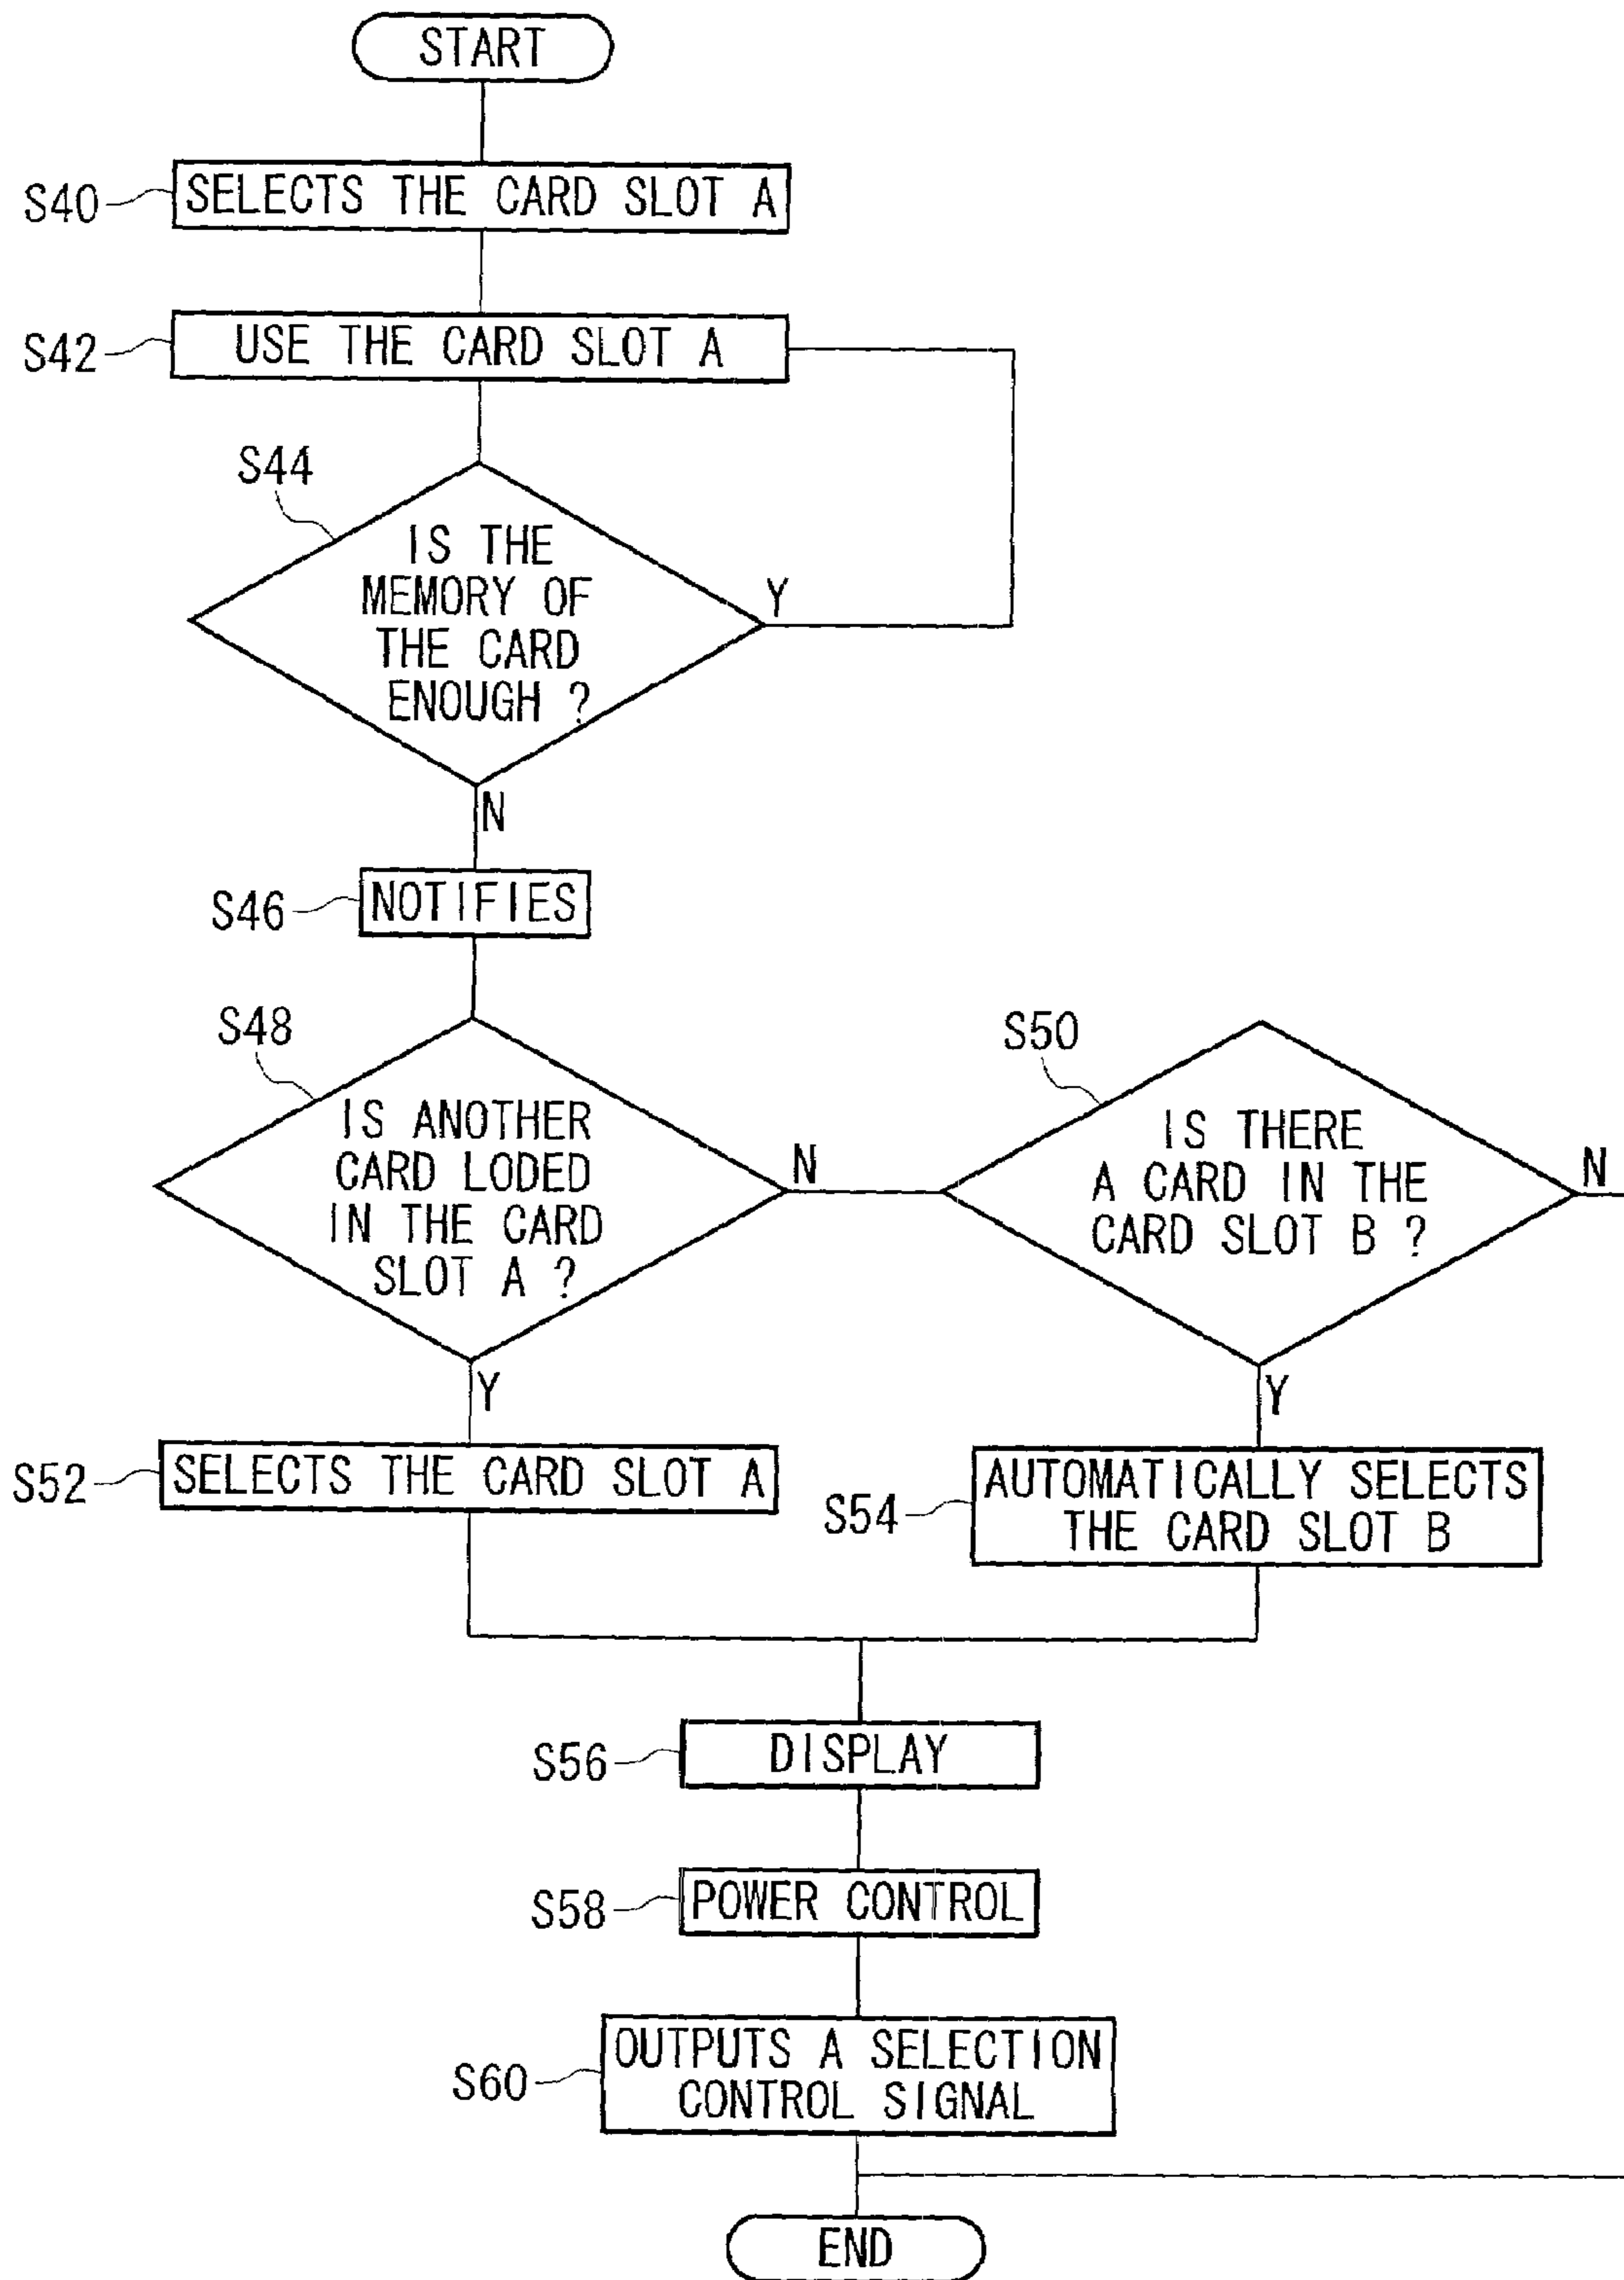 START
S40
SELECTS THE CARD SLOT A
S42
USE THE CARD SLOT A
S44
IS THE
MEMORY OF
THE CARD
ENOUGH ?
Y
N
S46
NOTIFIES
S48
IS ANOTHER
CARD LODED
IN THE CARD
SLOT A ?
N
Y
S50
IS THERE
A CARD IN THE
CARD SLOT B ?
N
Y
S52
SELECTS THE CARD SLOT A
S54
AUTOMATICALLY SELECTS
THE CARD SLOT B
S56
DISPLAY
S58
POWER CONTROL
S60
OUTPUTS A SELECTION
CONTROL SIGNAL
END